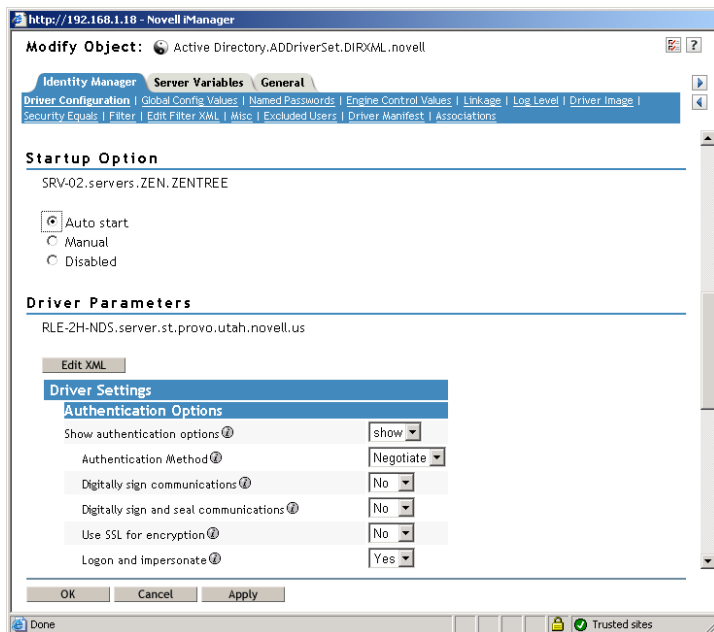 http://192.168.1.18 - Novell iManager
Modify Object: Active Directory.ADDriverSet.DIRXML.novell
?
Identity Manager Server Variables General
Driver Configuration | Global Config Values | Named Passwords | Engine Control Values | Linkage | Log Level | Driver Image |
Security Equals | Filter | Edit Filter XML | Misc | Excluded Users | Driver Manifest | Associations
Startup Option
SRV-02.servers.ZEN.ZENTREE
Auto start
Manual
Disabled
Driver Parameters
RLE-2H-NDS.server.st.provo.utah.novell.us
Edit XML
Driver Settings
Authentication Options
Show authentication options show
Authentication Method Negotiate
Digitally sign communications No
Digitally sign and seal communications No
Use SSL for encryption No
Logon and impersonate Yes
OK Cancel Apply
Done Trusted sites